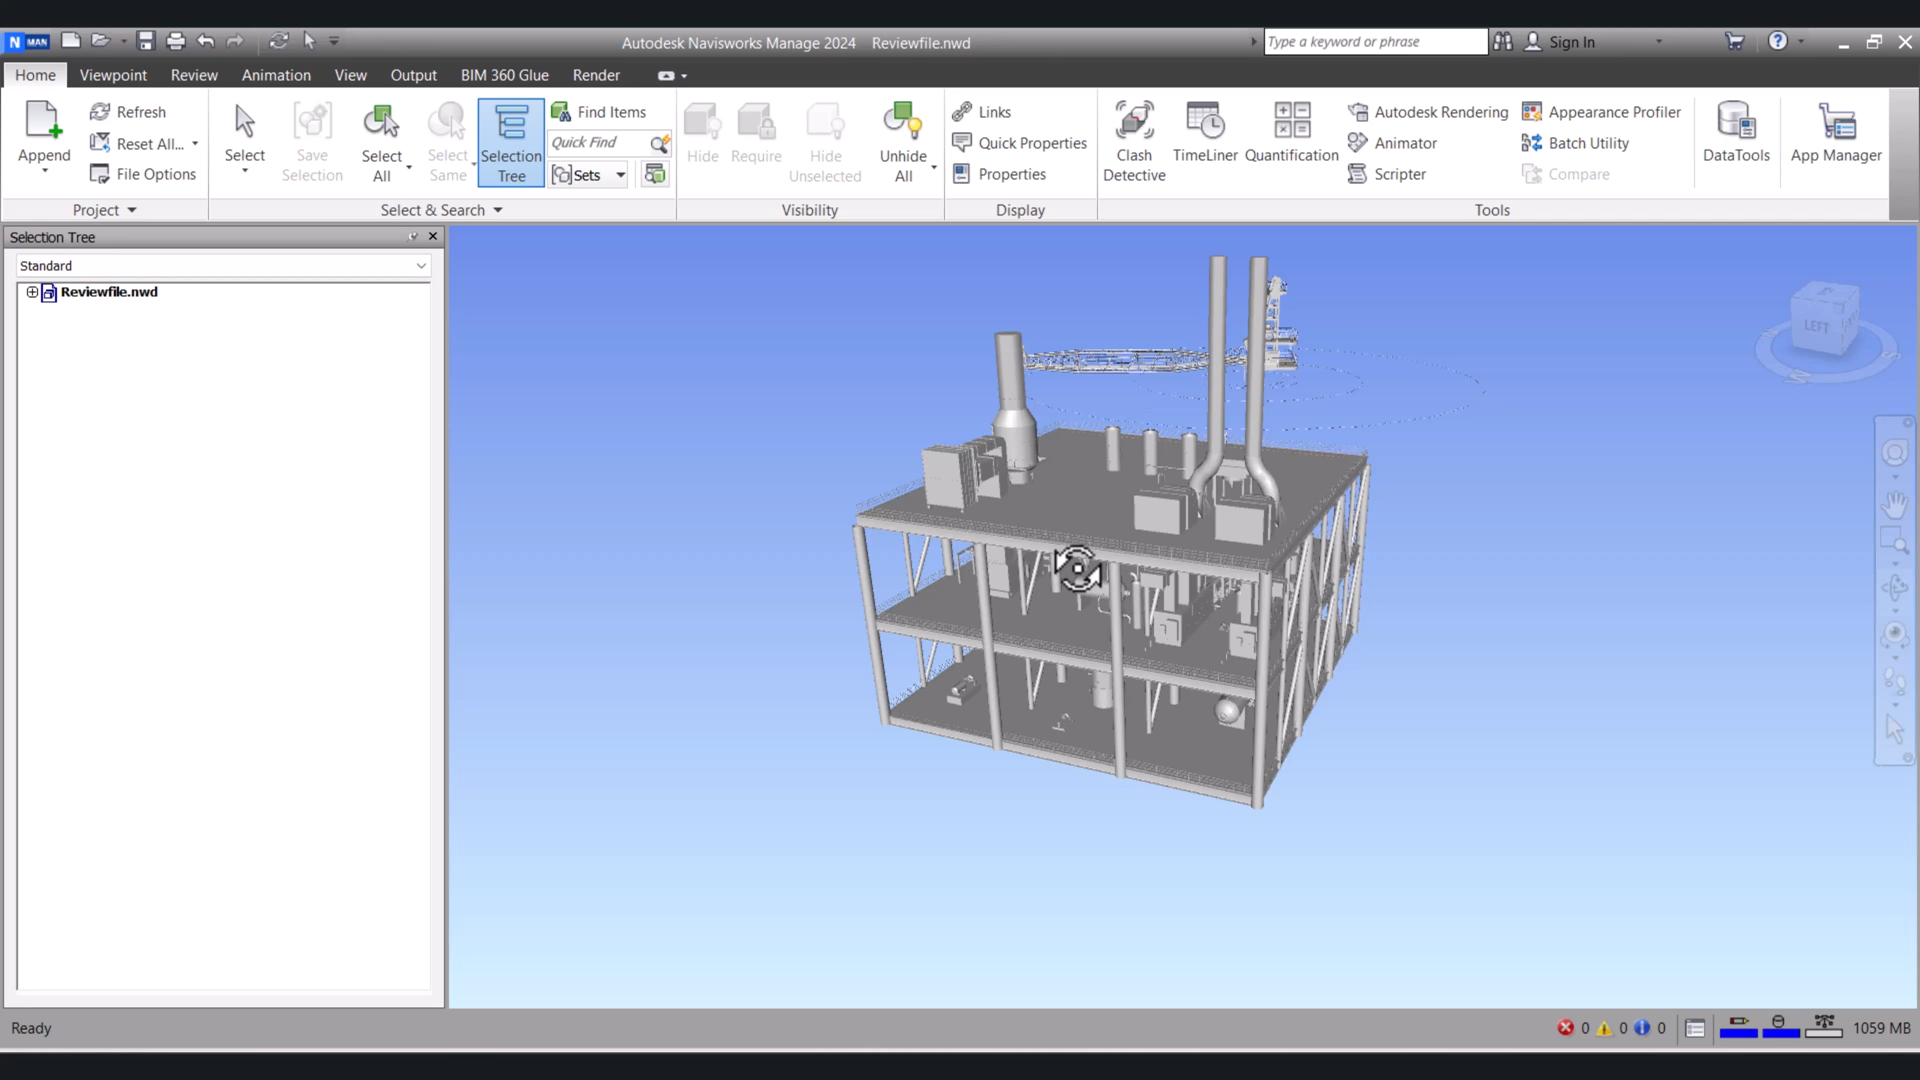 N MAN
Autodesk Navisworks Manage 2024 Reviewfile.nwd
Type a keyword or phrase
Sign In
Home Viewpoint Review Animation View Output BIM 360 Glue Render
Append
Refresh
Reset All...
File Options
Select
Save Selection
Select All
Select Same
Selection Tree
Find Items
Quick Find
Sets
Hide
Require
Hide Unselected
Unhide All
Links
Quick Properties
Properties
Clash Detective
TimeLiner
Quantification
Autodesk Rendering
Animator
Scripter
Appearance Profiler
Batch Utility
Compare
DataTools
App Manager
Project
Select & Search
Visibility
Display
Tools
Selection Tree
Standard
Reviewfile.nwd
LEFT
Ready
0 0 0
1059 MB